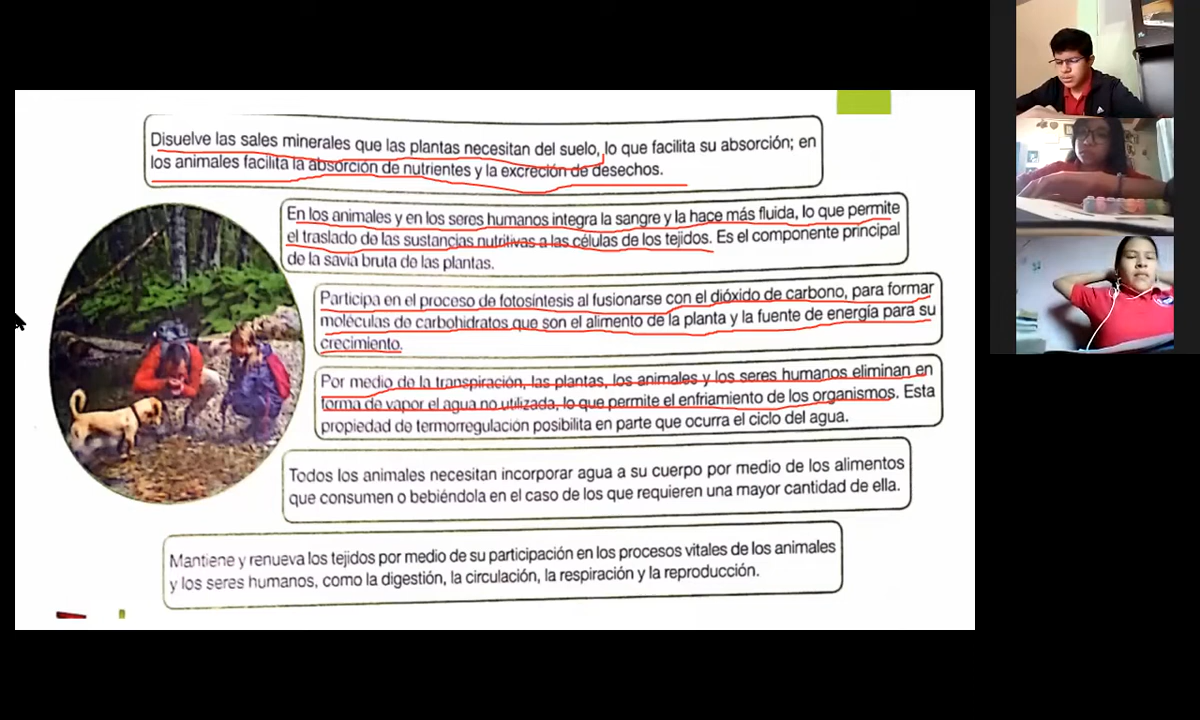 Disuelve las sales minerales que las plantas necesitan del suelo, lo que facilita su absorción; en
los animales facilita la absorción de nutrientes y la excreción de desechos.
En los animales y en los seres humanos integra la sangre y la hace más fluida, lo que permite
el traslado de las sustancias nutritivas a las células de los tejidos. Es el componente principal
de la savia bruta de las plantas.
Participa en el proceso de fotosíntesis al fusionarse con el dióxido de carbono, para formar
moléculas de carbohidratos que son el alimento de la planta y la fuente de energía para su
crecimiento.
Por medio de la transpiración, las plantas, los animales y los seres humanos eliminan en
forma de vapor el agua no utilizada, lo que permite el enfriamiento de los organismos. Esta
propiedad de termorregulación posibilita en parte que ocurra el ciclo del agua.
Todos los animales necesitan incorporar agua a su cuerpo por medio de los alimentos
que consumen o bebiéndola en el caso de los que requieren una mayor cantidad de ella.
Mantiene y renueva los tejidos por medio de su participación en los procesos vitales de los animales
y los seres humanos, como la digestión, la circulación, la respiración y la reproducción.